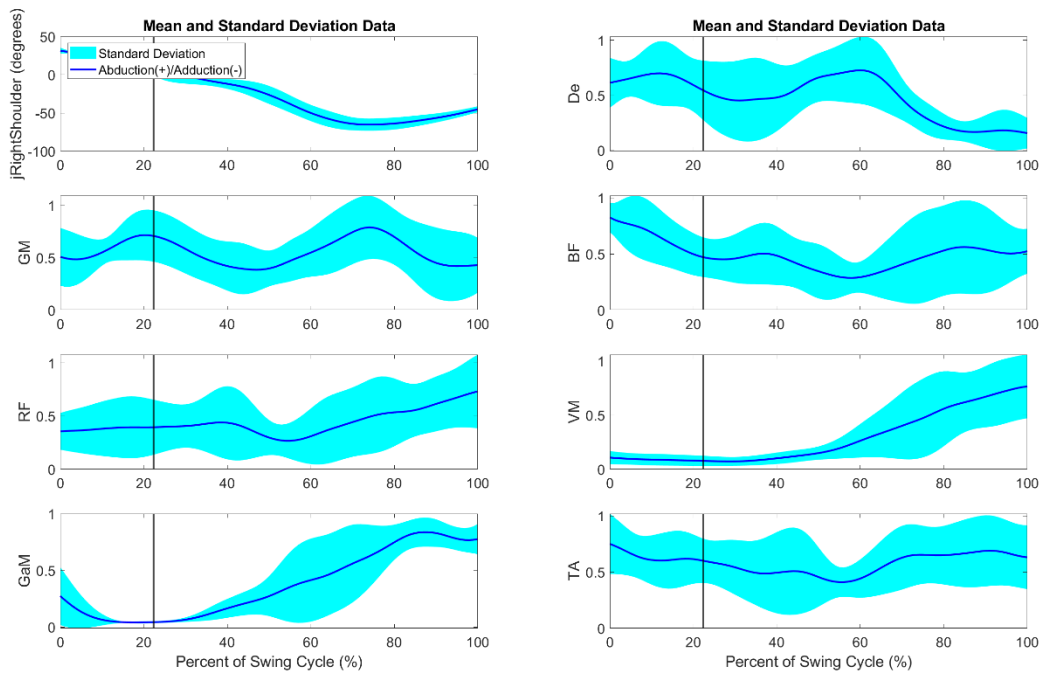 Mean and Standard Deviation Data
jRightShoulder (degrees)
50
0
-50
-100
Standard Deviation
Abduction(+)/Adduction(-)
0 20 40 60 80 100
Mean and Standard Deviation Data
De
1
0.5
0
0 20 40 60 80 100
GM
1
0.5
0
0 20 40 60 80 100
BF
1
0.5
0
0 20 40 60 80 100
RF
1
0.5
0
0 20 40 60 80 100
VM
1
0.5
0
0 20 40 60 80 100
GaM
1
0.5
0
0 20 40 60 80 100
Percent of Swing Cycle (%)
TA
1
0.5
0
0 20 40 60 80 100
Percent of Swing Cycle (%)